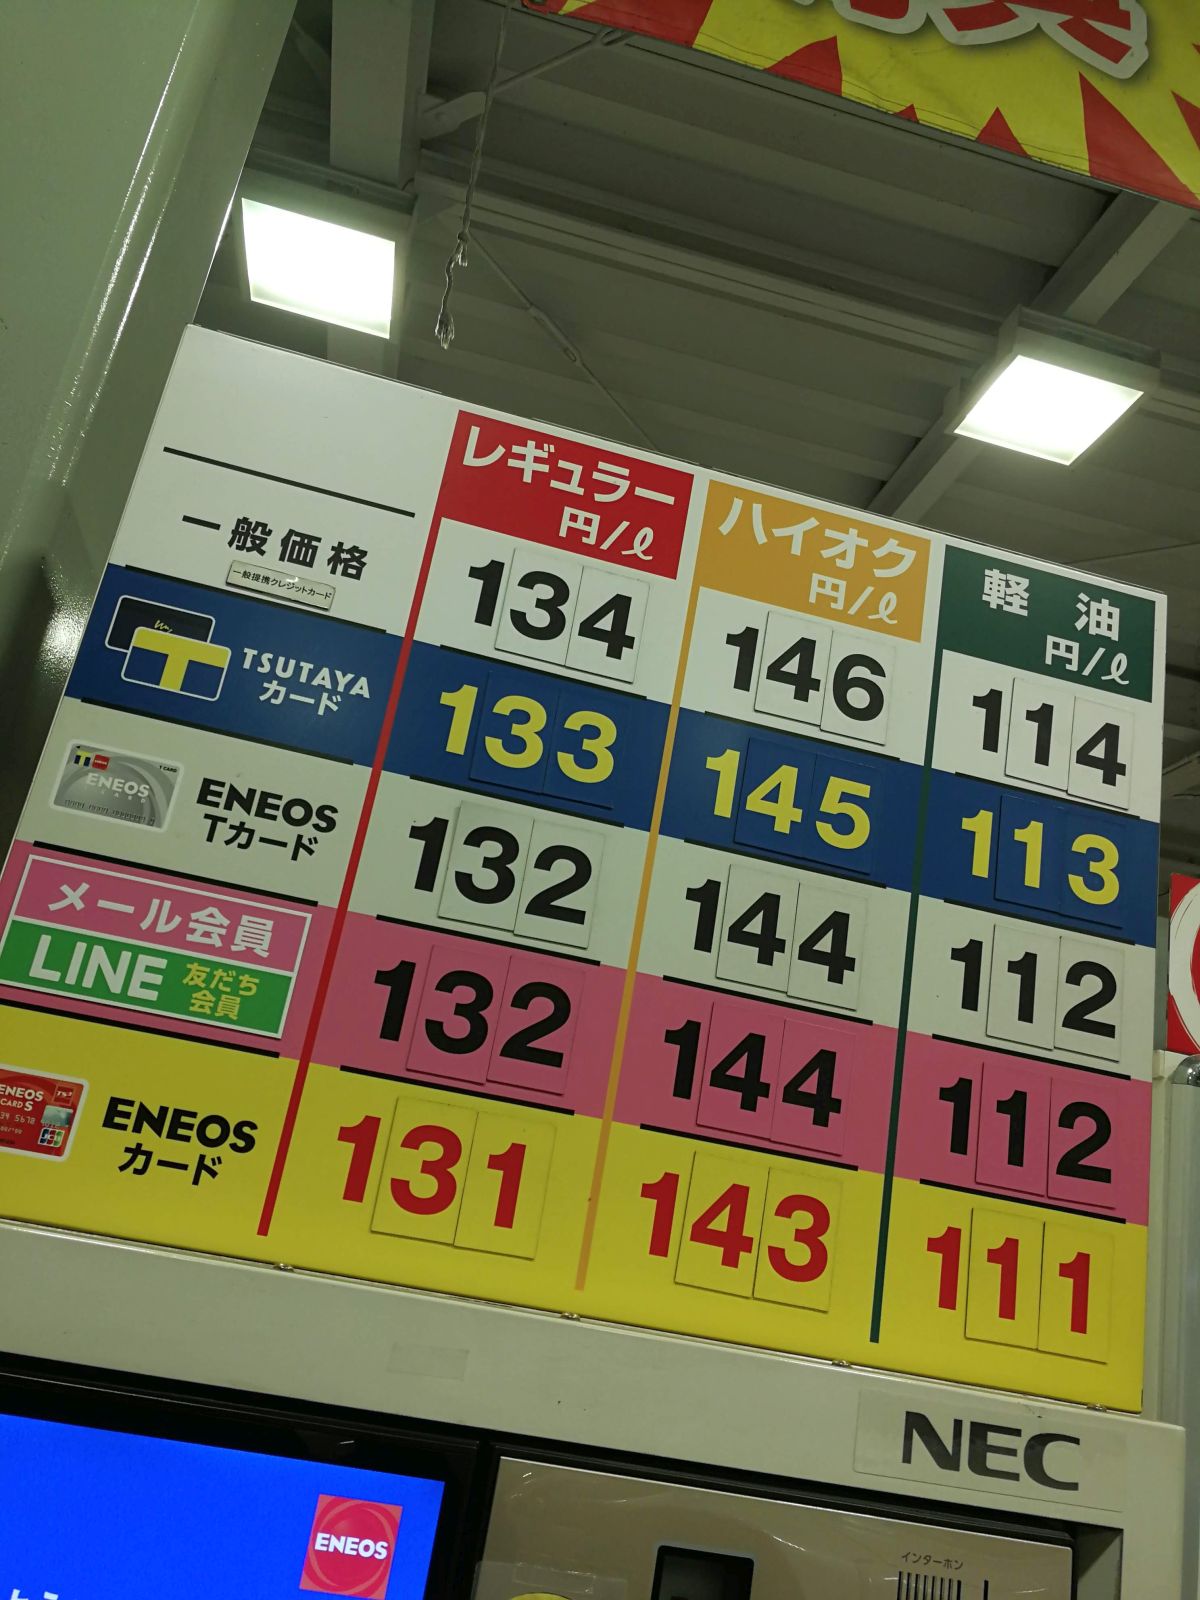 レギュラー
円/ℓ
ハイオク
円/ℓ
軽油
円/ℓ
一般価格
一般提携クレジットカード
134
146
114
T
TSUTAYA
カード
133
145
113
ENEOS
ENEOS
Tカード
132
144
112
メール会員
LINE 友だち
会員
132
144
112
ENEOS
CARD S
ENEOS
カード
131
143
111
NEC
ENEOS
インターホン